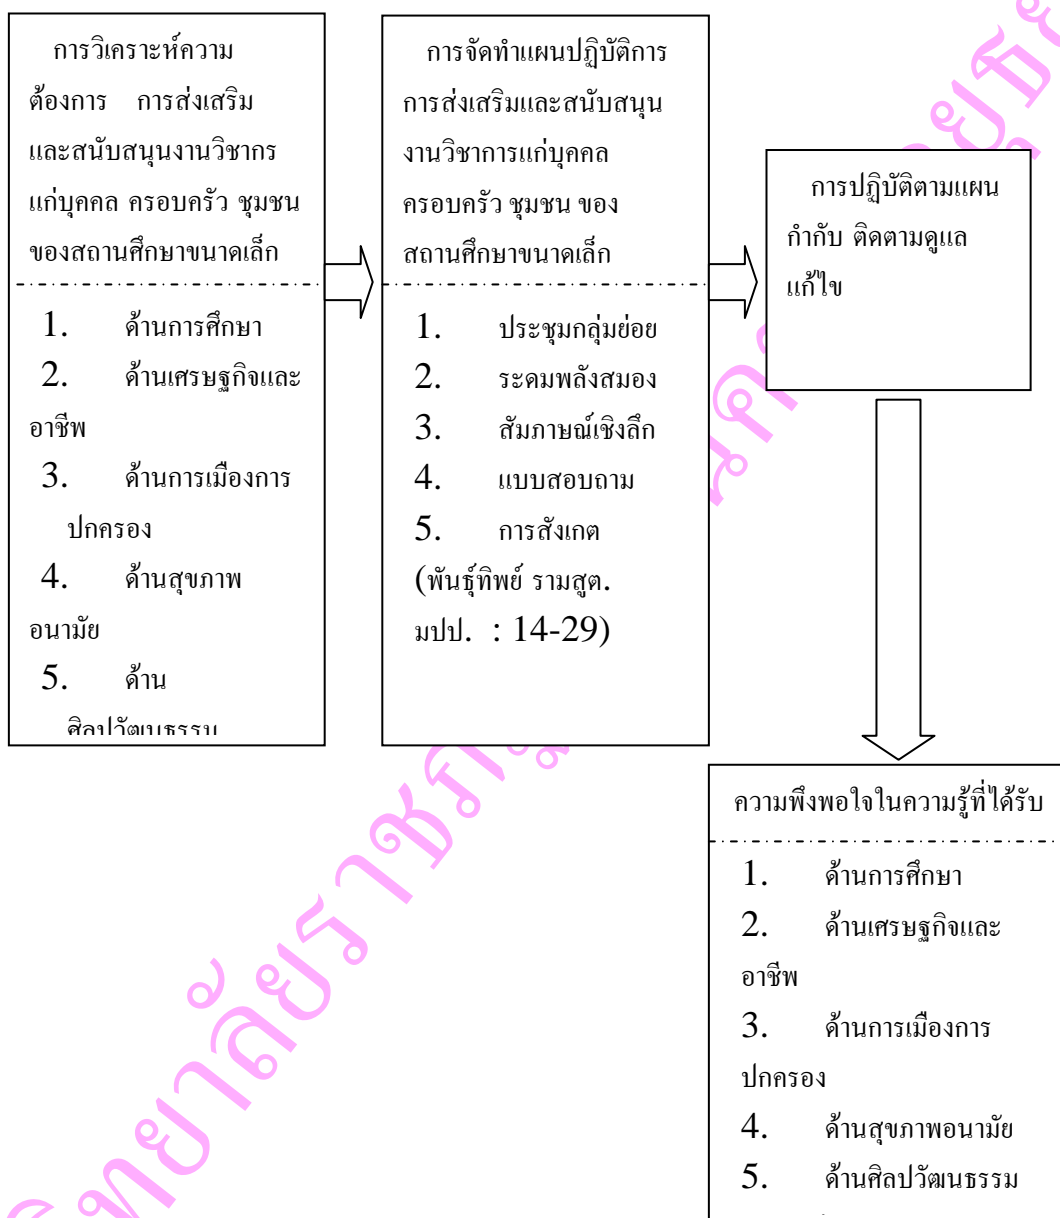 การวิเคราะห์ความ
ต้องการ การส่งเสริม
และสนับสนุนงานวิชากร
แก่บุคคล ครอบครัว ชุมชน
ของสถานศึกษาขนาดเล็ก
1. ด้านการศึกษา
2. ด้านเศรษฐกิจและ
อาชีพ
3. ด้านการเมืองการ
ปกครอง
4. ด้านสุขภาพ
อนามัย
5. ด้าน
ศิลปวัฒนธรรม
การจัดทำแผนปฏิบัติการ
การส่งเสริมและสนับสนุน
งานวิชาการแก่บุคคล
ครอบครัว ชุมชน ของ
สถานศึกษาขนาดเล็ก
1. ประชุมกลุ่มย่อย
2. ระดมพลังสมอง
3. สัมภาษณ์เชิงลึก
4. แบบสอบถาม
5. การสังเกต
(พันธุ์ทิพย์ รามสูต.
มปป. : 14-29)
การปฏิบัติตามแผน
กำกับ ติดตามดูแล
แก้ไข
ความพึงพอใจในความรู้ที่ได้รับ
1. ด้านการศึกษา
2. ด้านเศรษฐกิจและ
อาชีพ
3. ด้านการเมืองการ
ปกครอง
4. ด้านสุขภาพอนามัย
5. ด้านศิลปวัฒนธรรม